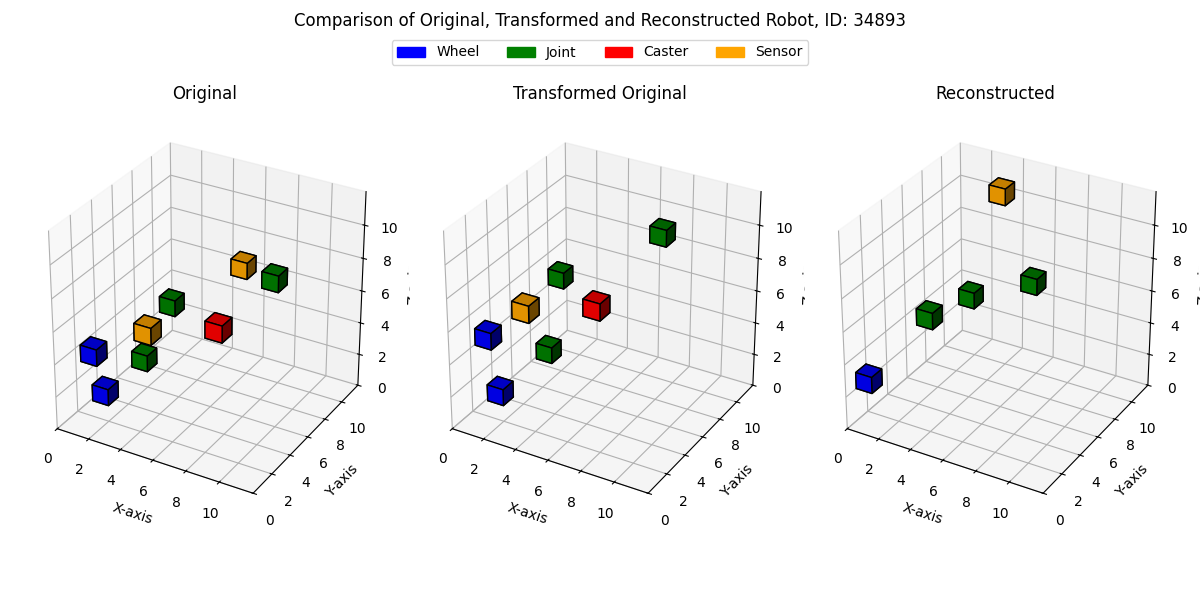 Comparison of Original, Transformed and Reconstructed Robot, ID: 34893
Wheel Joint Caster Sensor
Original
Transformed Original
Reconstructed
0 2 4 6 8 10
X-axis
0 2 4 6 8 10
Y-axis
0 2 4 6 8 10
0 2 4 6 8 10
X-axis
0 2 4 6 8 10
Y-axis
0 2 4 6 8 10
0 2 4 6 8 10
X-axis
0 2 4 6 8 10
Y-axis
0 2 4 6 8 10